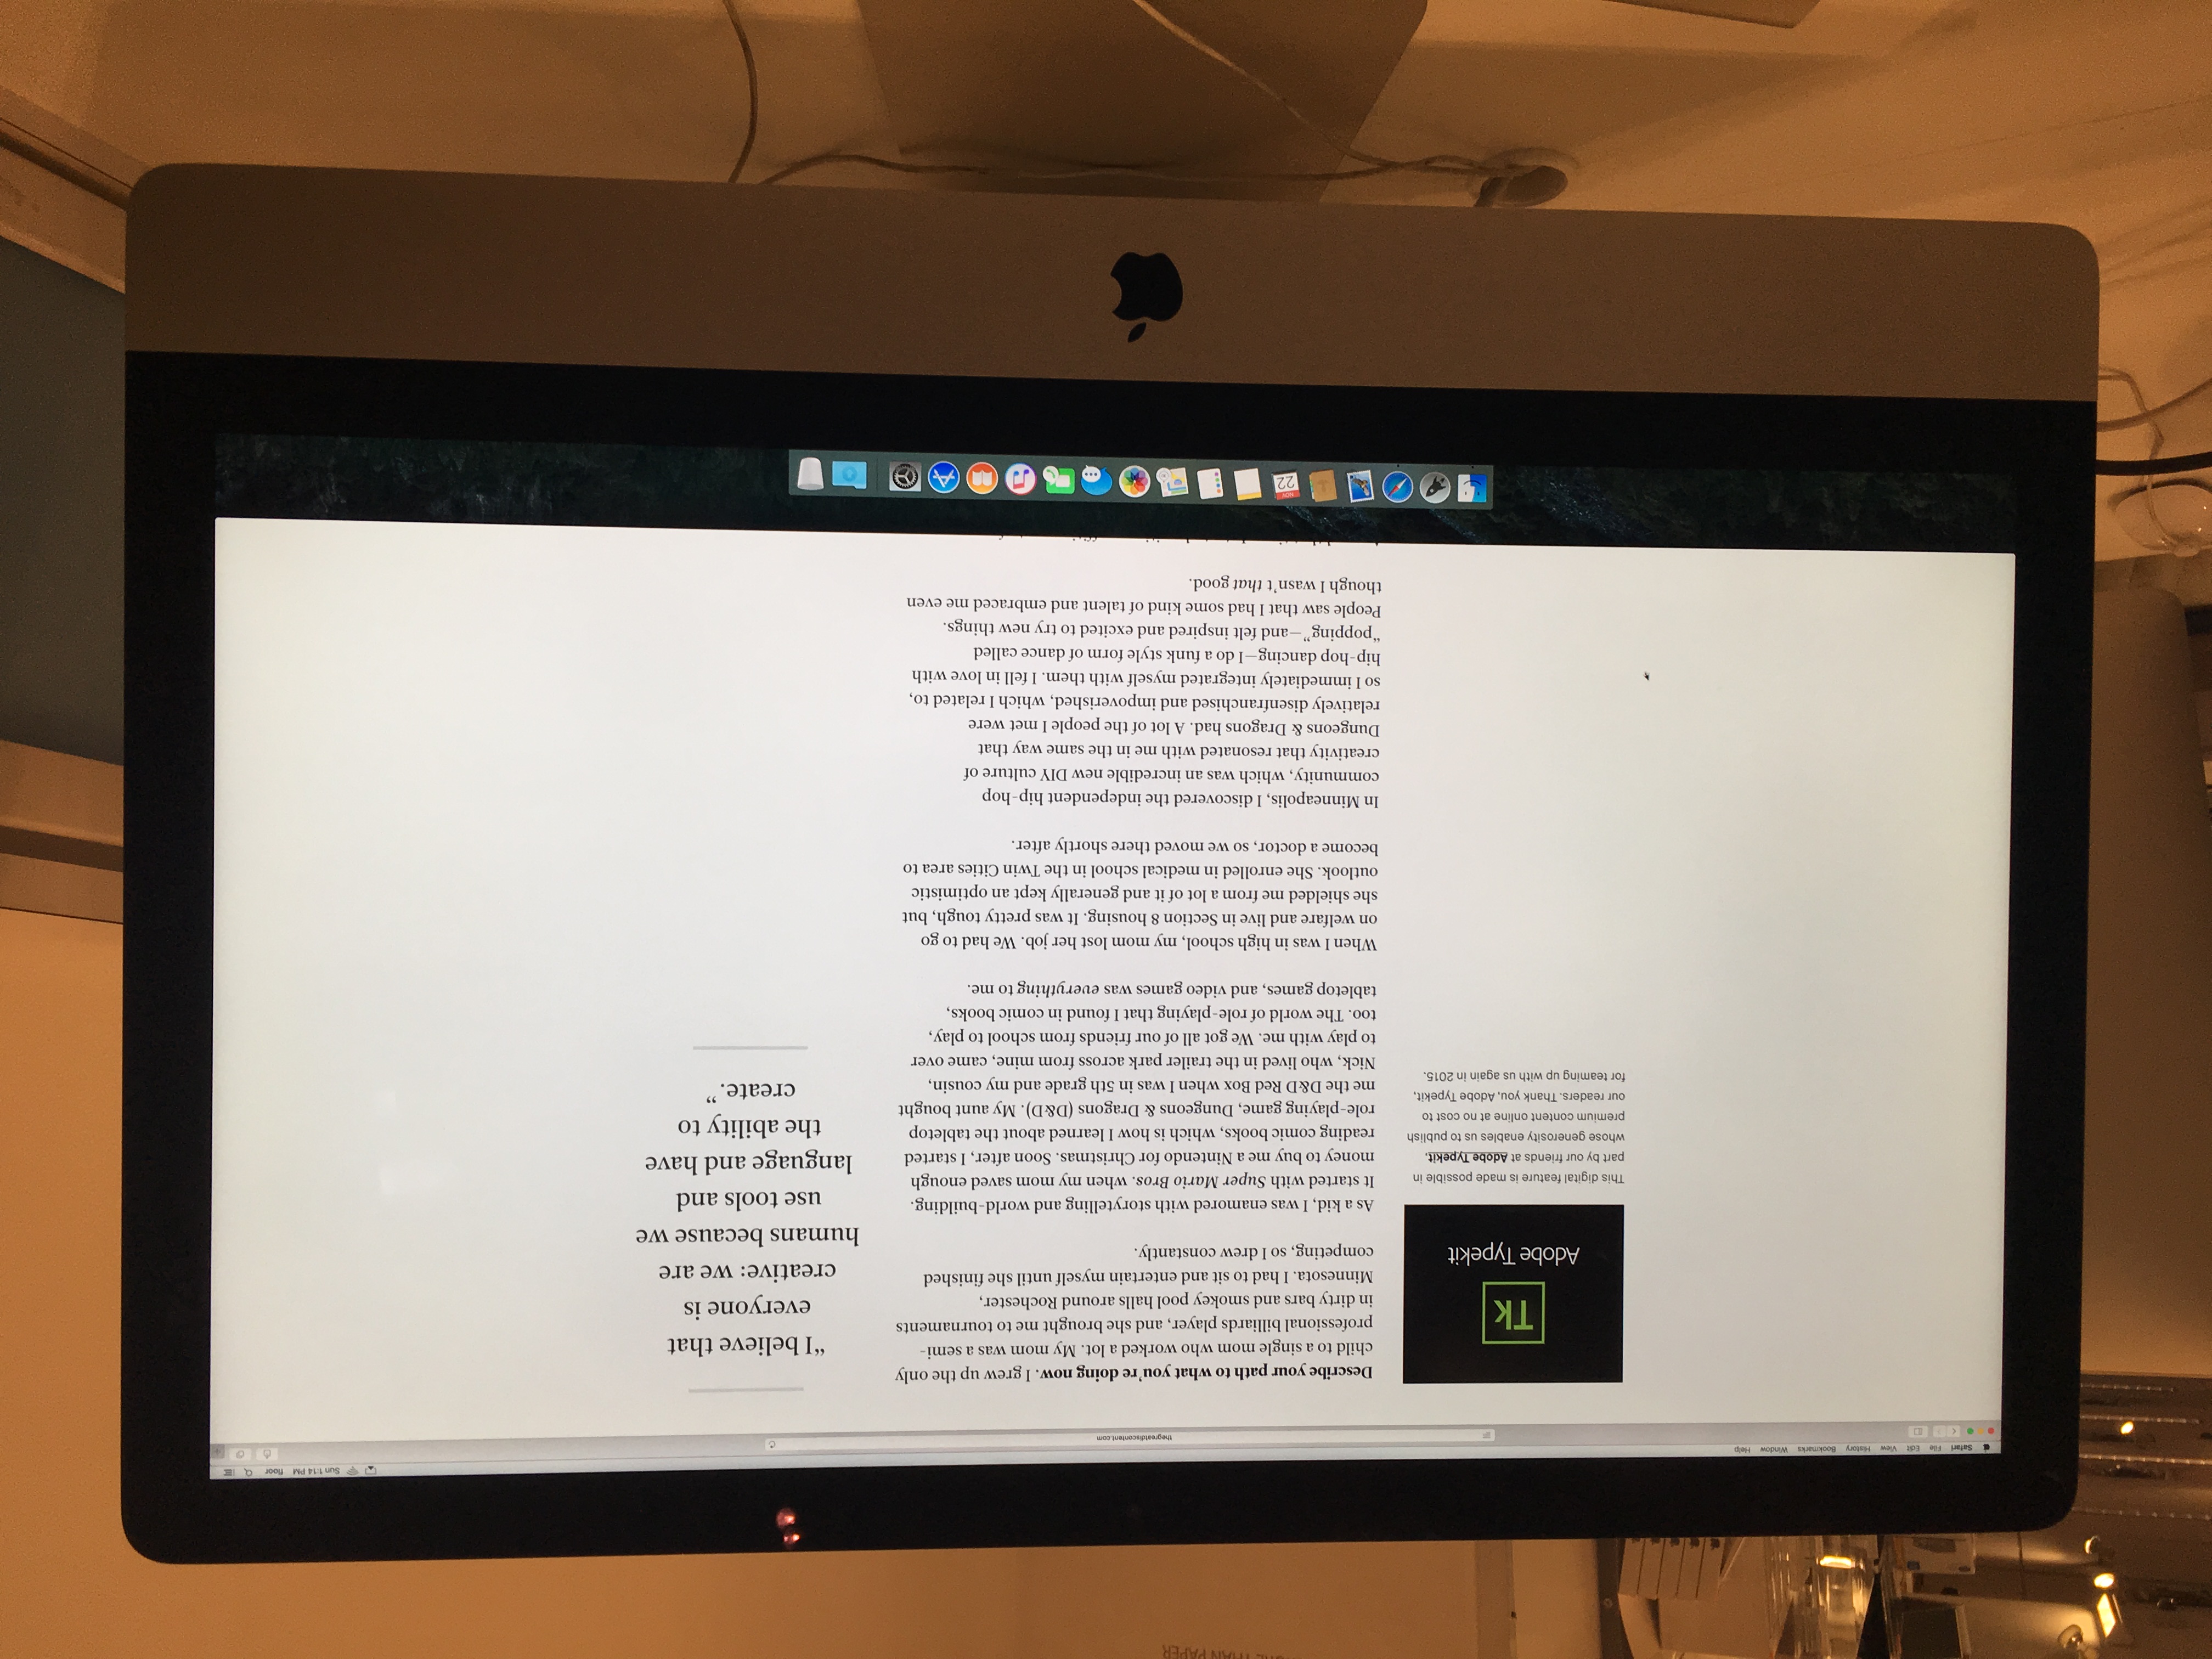 THAN PAPER
Safari File Edit View History Bookmarks Window Help
Sun 1:14 PM floor
thegreatdiscontent.com
Tk
Adobe Typekit
This digital feature is made possible in
part by our friends at Adobe Typekit,
whose generosity enables us to publish
premium content online at no cost to
our readers. Thank you, Adobe Typekit,
for teaming up with us again in 2015.
Describe your path to what you're doing now. I grew up the only
child to a single mom who worked a lot. My mom was a semi-
professional billiards player, and she brought me to tournaments
in dirty bars and smokey pool halls around Rochester,
Minnesota. I had to sit and entertain myself until she finished
competing, so I drew constantly.
As a kid, I was enamored with storytelling and world-building.
It started with Super Mario Bros. when my mom saved enough
money to buy me a Nintendo for Christmas. Soon after, I started
reading comic books, which is how I learned about the tabletop
role-playing game, Dungeons & Dragons (D&D). My aunt bought
me the D&D Red Box when I was in 5th grade and my cousin,
Nick, who lived in the trailer park across from mine, came over
to play with me. We got all of our friends from school to play,
too. The world of role-playing that I found in comic books,
tabletop games, and video games was everything to me.
When I was in high school, my mom lost her job. We had to go
on welfare and live in Section 8 housing. It was pretty tough, but
she shielded me from a lot of it and generally kept an optimistic
outlook. She enrolled in medical school in the Twin Cities area to
become a doctor, so we moved there shortly after.
In Minneapolis, I discovered the independent hip-hop
community, which was an incredible new DIY culture of
creativity that resonated with me in the same way that
Dungeons & Dragons had. A lot of the people I met were
relatively disenfranchised and impoverished, which I related to,
so I immediately integrated myself with them. I fell in love with
hip-hop dancing—I do a funk style form of dance called
“popping”—and felt inspired and excited to try new things.
People saw that I had some kind of talent and embraced me even
though I wasn't that good.
“I believe that
everyone is
creative: we are
humans because we
use tools and
language and have
the ability to
create.”
NOV
22